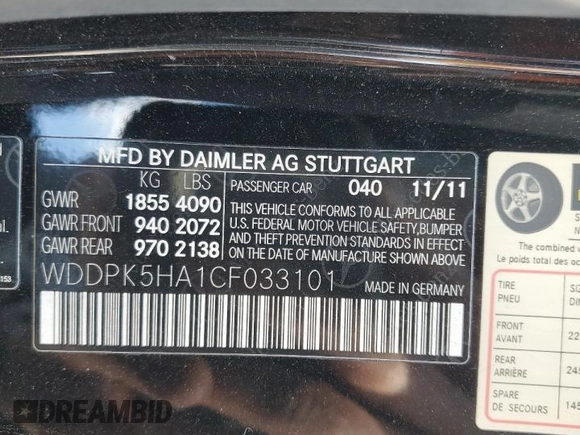 MFD BY DAIMLER AG STUTTGART
KG LBS
GVWR 1855 4090
GAWR FRONT 940 2072
GAWR REAR 970 2138
PASSENGER CAR 040 11/11
THIS VEHICLE CONFORMS TO ALL APPLICABLE
U.S. FEDERAL MOTOR VEHICLE SAFETY, BUMPER
AND THEFT PREVENTION STANDARDS IN EFFECT
ON THE DATE OF MANUFACTURE SHOWN ABOVE
WDDPK5HA1CF033101
MADE IN GERMANY
The combined
Le poids total
TIRE
PNEU
FRONT
AVANT
REAR
ARRIÈRE
245
SPARE
DE SECOURS
145
153
DREAMBID